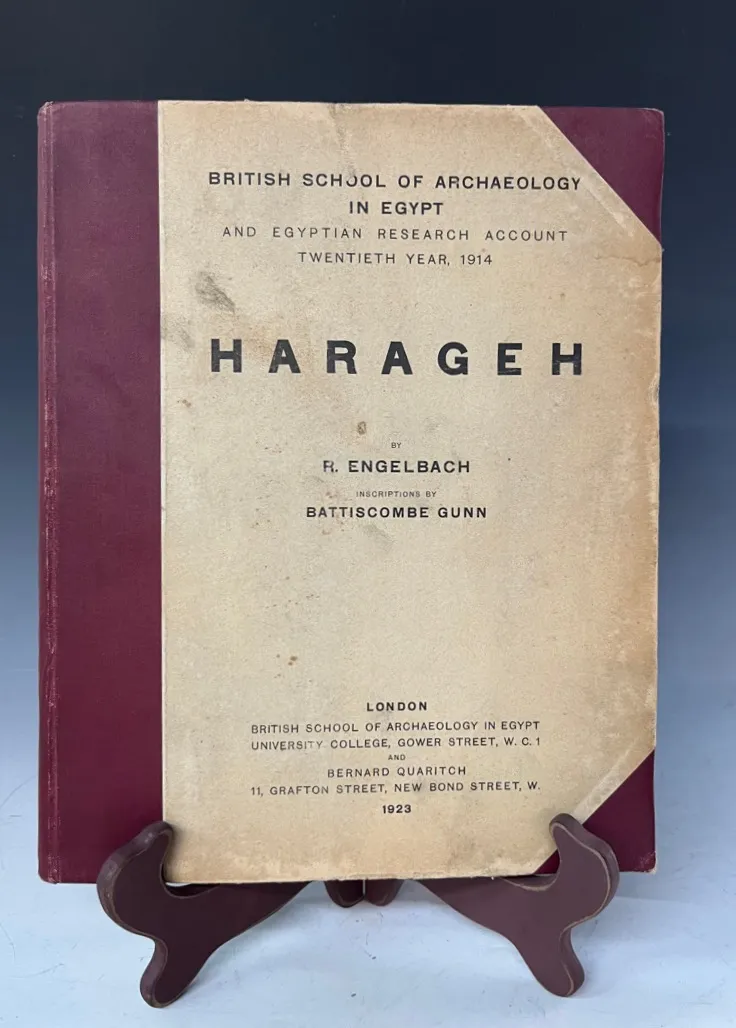 BRITISH SCHOOL OF ARCHAEOLOGY
IN EGYPT
AND EGYPTIAN RESEARCH ACCOUNT
TWENTIETH YEAR, 1914
HARAGEH
BY
R. ENGELBACH
INSCRIPTIONS BY
BATTISCOMBE GUNN
LONDON
BRITISH SCHOOL OF ARCHAEOLOGY IN EGYPT
UNIVERSITY COLLEGE, GOWER STREET, W. C. 1
AND
BERNARD QUARITCH
11, GRAFTON STREET, NEW BOND STREET, W.
1923